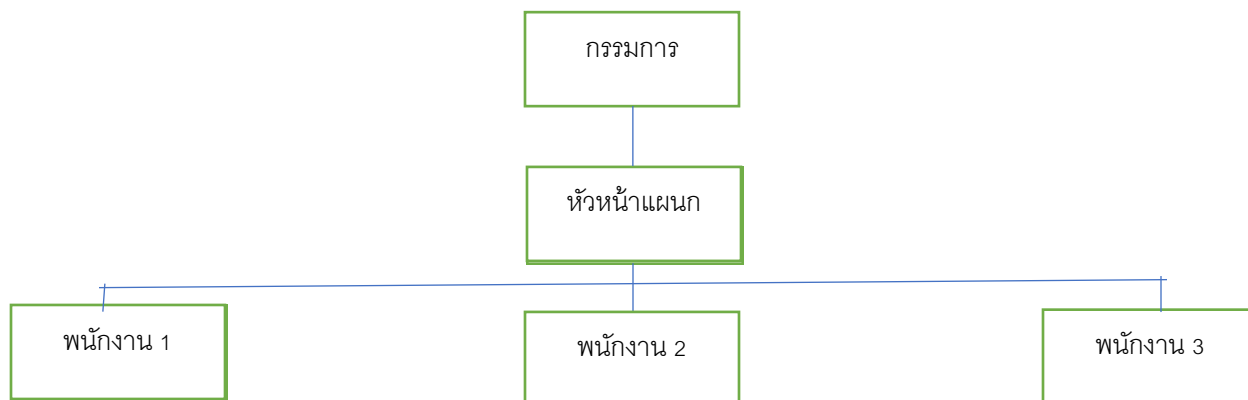 กรรมการ
หัวหน้าแผนก
พนักงาน 1
พนักงาน 2
พนักงาน 3